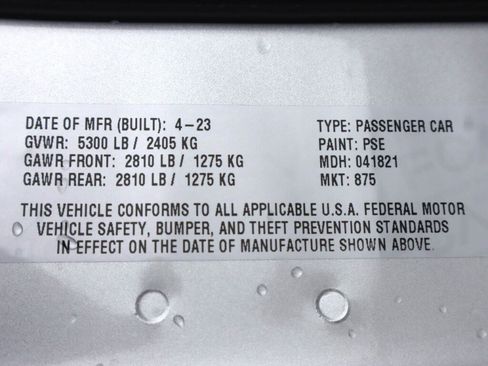 DATE OF MFR (BUILT): 4-23 TYPE: PASSENGER CAR
GVWR: 5300 LB / 2405 KG PAINT: PSE
GAWR FRONT: 2810 LB / 1275 KG MDH: 041821
GAWR REAR: 2810 LB / 1275 KG MKT: 875
THIS VEHICLE CONFORMS TO ALL APPLICABLE U.S.A. FEDERAL MOTOR
VEHICLE SAFETY, BUMPER, AND THEFT PREVENTION STANDARDS
IN EFFECT ON THE DATE OF MANUFACTURE SHOWN ABOVE.